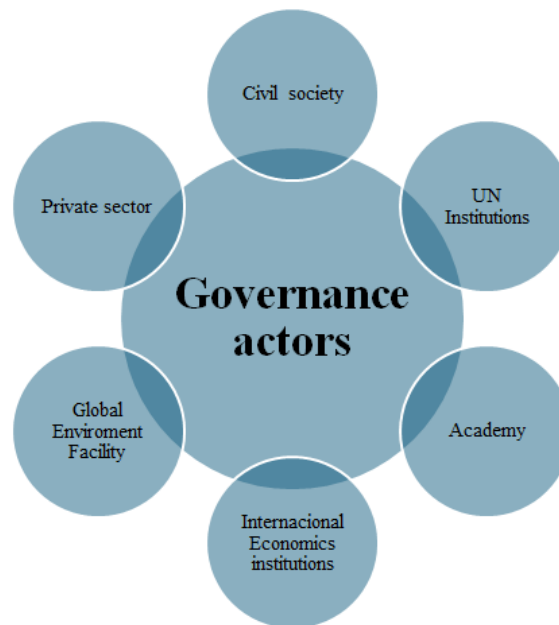 Civil society
Private sector
UN
Institutions
Governance
actors
Global
Enviroment
Facility
Academy
Internacional
Economics
institutions